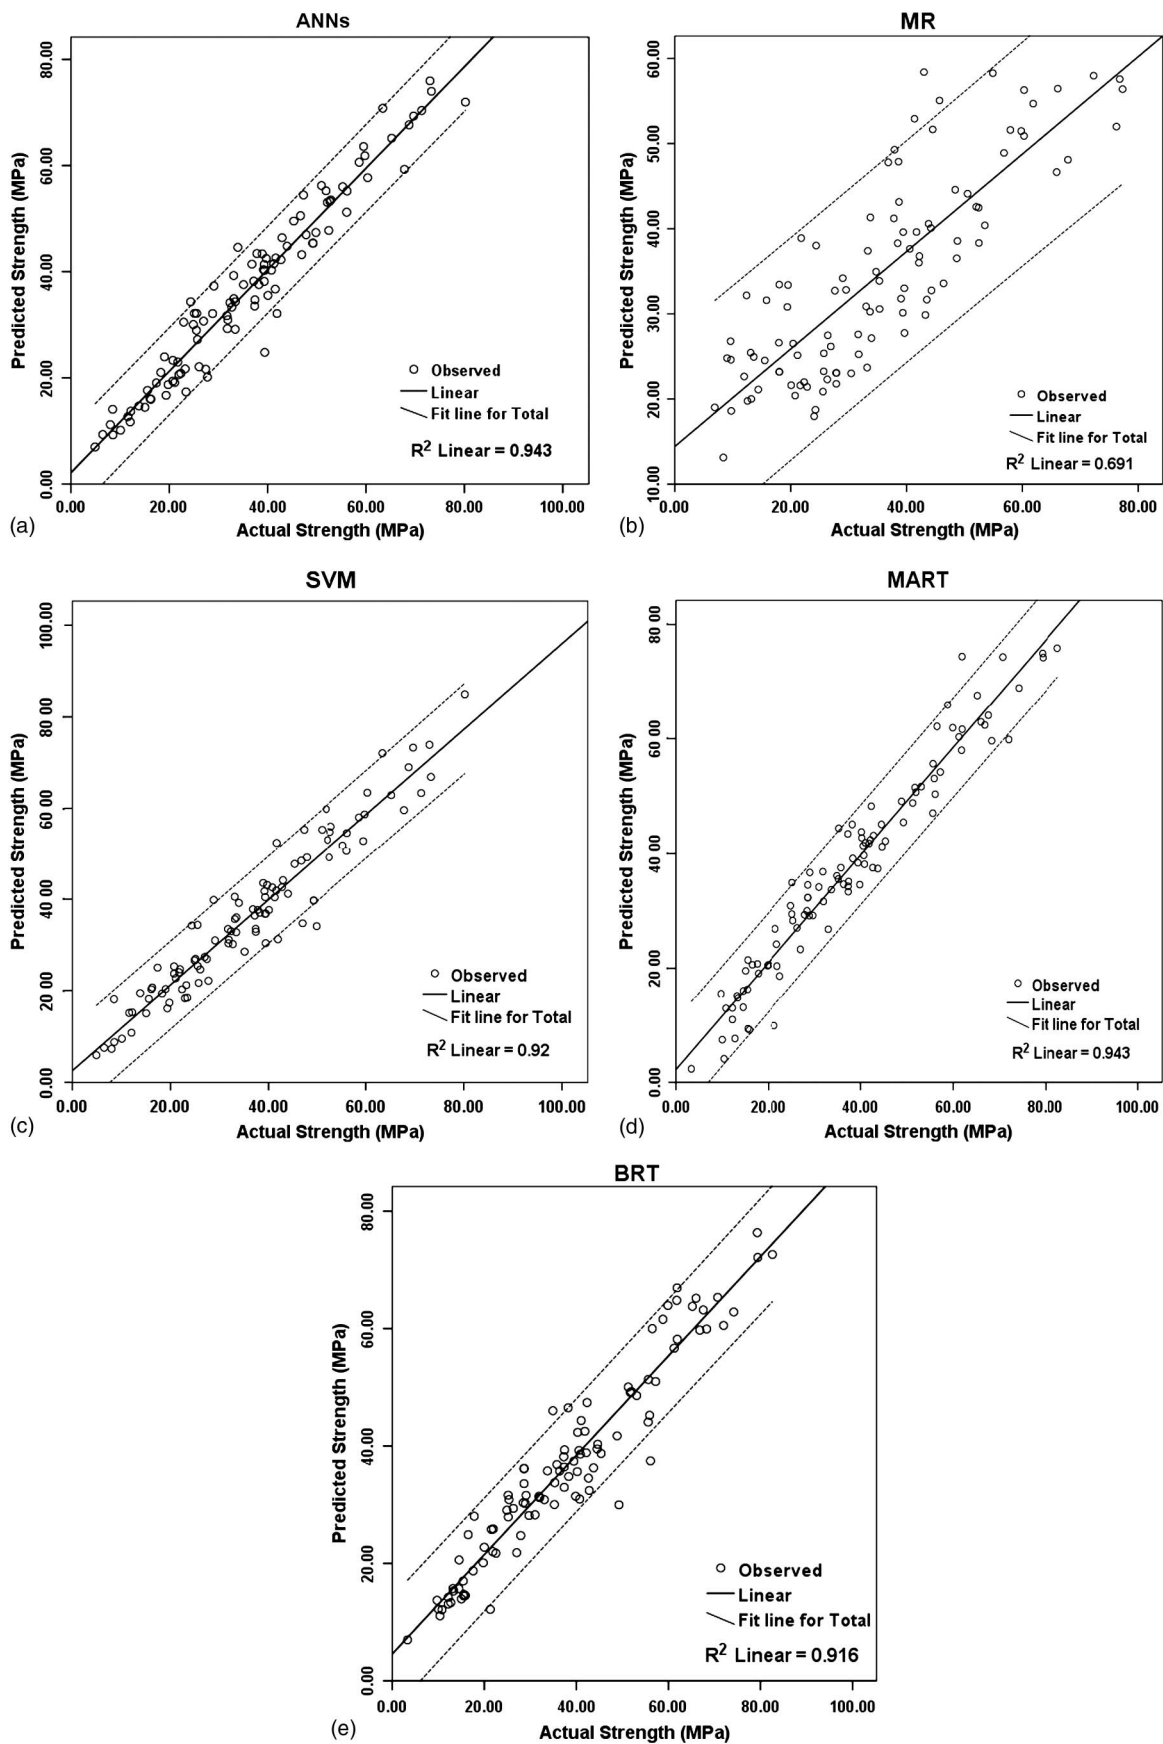 ANNs
80.00
60.00
40.00
20.00
0.00
Predicted Strength (MPa)
Observed
Linear
Fit line for Total
R2 Linear = 0.943
0.00 20.00 40.00 60.00 80.00 100.00
Actual Strength (MPa)
(a)
MR
60.00
50.00
40.00
30.00
20.00
10.00
Predicted Strength (MPa)
Observed
Linear
Fit line for Total
R2 Linear = 0.691
0.00 20.00 40.00 60.00 80.00
Actual Strength (MPa)
(b)
SVM
100.00
80.00
60.00
40.00
20.00
0.00
Predicted Strength (MPa)
Observed
Linear
Fit line for Total
R2 Linear = 0.92
0.00 20.00 40.00 60.00 80.00 100.00
Actual Strength (MPa)
(c)
MART
80.00
60.00
40.00
20.00
0.00
Predicted Strength (MPa)
Observed
Linear
Fit line for Total
R2 Linear = 0.943
0.00 20.00 40.00 60.00 80.00 100.00
Actual Strength (MPa)
(d)
BRT
80.00
60.00
40.00
20.00
0.00
Predicted Strength (MPa)
Observed
Linear
Fit line for Total
R2 Linear = 0.916
0.00 20.00 40.00 60.00 80.00 100.00
Actual Strength (MPa)
(e)